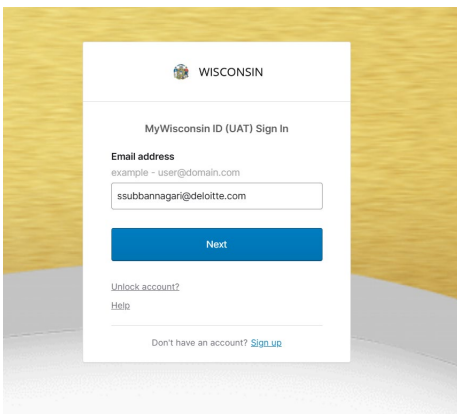 WISCONSIN
MyWisconsin ID (UAT) Sign In
Email address
example - user@domain.com
ssubbannagari@deloitte.com
Next
Unlock account?
Help
Don't have an account? Sign up